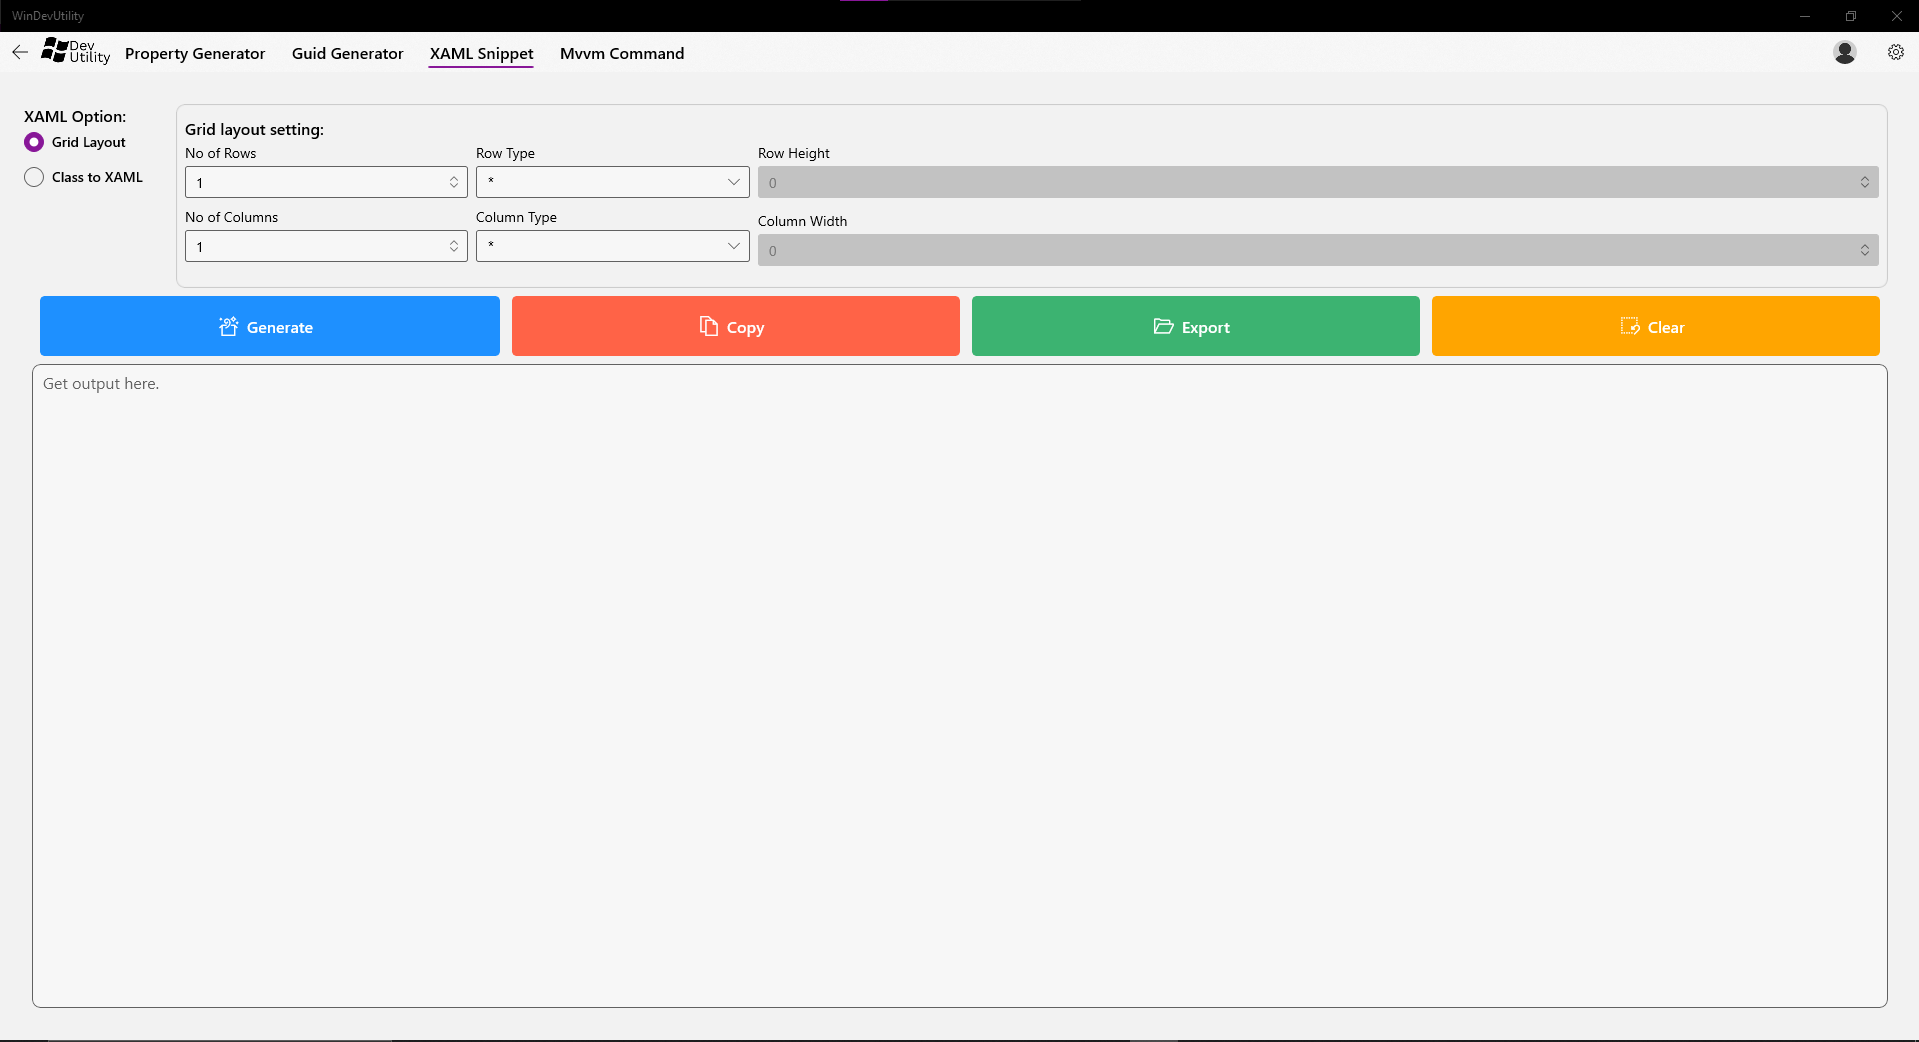 WinDevUtility
Dev
Utility
Property Generator
Guid Generator
XAML Snippet
Mvvm Command
XAML Option:
Grid Layout
Class to XAML
Grid layout setting:
No of Rows
Row Type
Row Height
1
*
0
No of Columns
Column Type
Column Width
1
*
0
Generate
Copy
Export
Clear
Get output here.